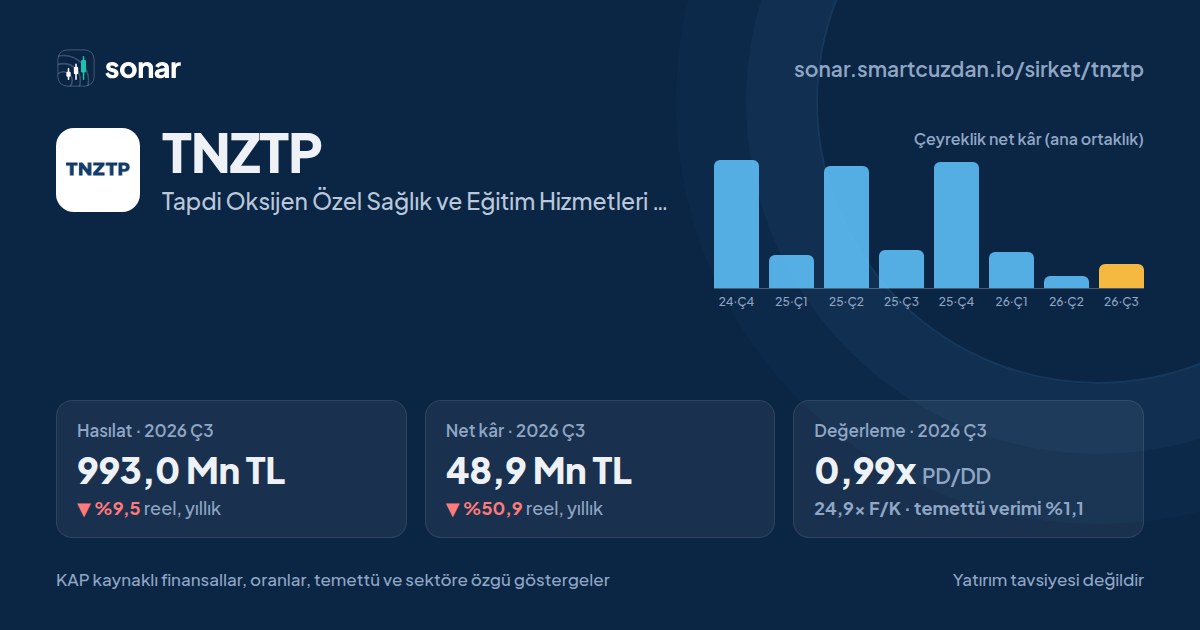 sonar
sonar.smartcuzdan.io/sirket/tnztp
TNZTP
TNZTP
Tapdi Oksijen Özel Sağlık ve Eğitim Hizmetleri ...
Çeyreklik net kâr (ana ortaklık)
24·Ç4 25·Ç1 25·Ç2 25·Ç3 25·Ç4 26·Ç1 26·Ç2 26·Ç3
Hasılat · 2026 Ç3
993,0 Mn TL
▼ %9,5 reel, yıllık
Net kâr · 2026 Ç3
48,9 Mn TL
▼ %50,9 reel, yıllık
Değerleme · 2026 Ç3
0,99x PD/DD
24,9× F/K · temettü verimi %1,1
KAP kaynaklı finansallar, oranlar, temettü ve sektöre özgü göstergeler
Yatırım tavsiyesi değildir